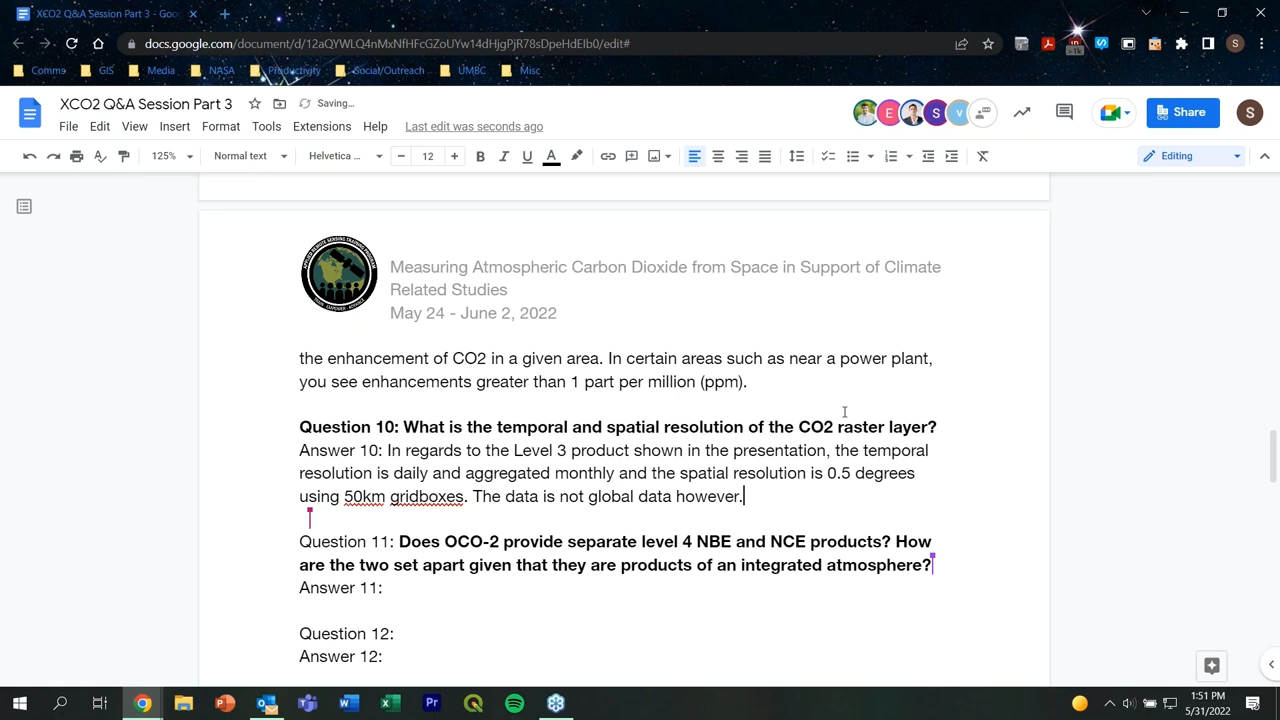 XCO2 Q&A Session Part 3 - Goo
docs.google.com/document/d/12aQYWLQ4nMxNfHFcGZoUYw14dHjgPjR78sDpeHdEIb0/edit#
Comms GIS Media NASA Productivity Social/Outreach UMBC Misc
XCO2 Q&A Session Part 3 Saving…
File Edit View Insert Format Tools Extensions Help Last edit was seconds ago
E S V Share S
125% Normal text Helvetica ... 12 B I U A Editing
Measuring Atmospheric Carbon Dioxide from Space in Support of Climate
Related Studies
May 24 - June 2, 2022
the enhancement of CO2 in a given area. In certain areas such as near a power plant,
you see enhancements greater than 1 part per million (ppm).
Question 10: What is the temporal and spatial resolution of the CO2 raster layer?
Answer 10: In regards to the Level 3 product shown in the presentation, the temporal
resolution is daily and aggregated monthly and the spatial resolution is 0.5 degrees
using 50km gridboxes. The data is not global data however.
Question 11: Does OCO-2 provide separate level 4 NBE and NCE products? How
are the two set apart given that they are products of an integrated atmosphere?
Answer 11:
Question 12:
Answer 12:
1:51 PM
5/31/2022